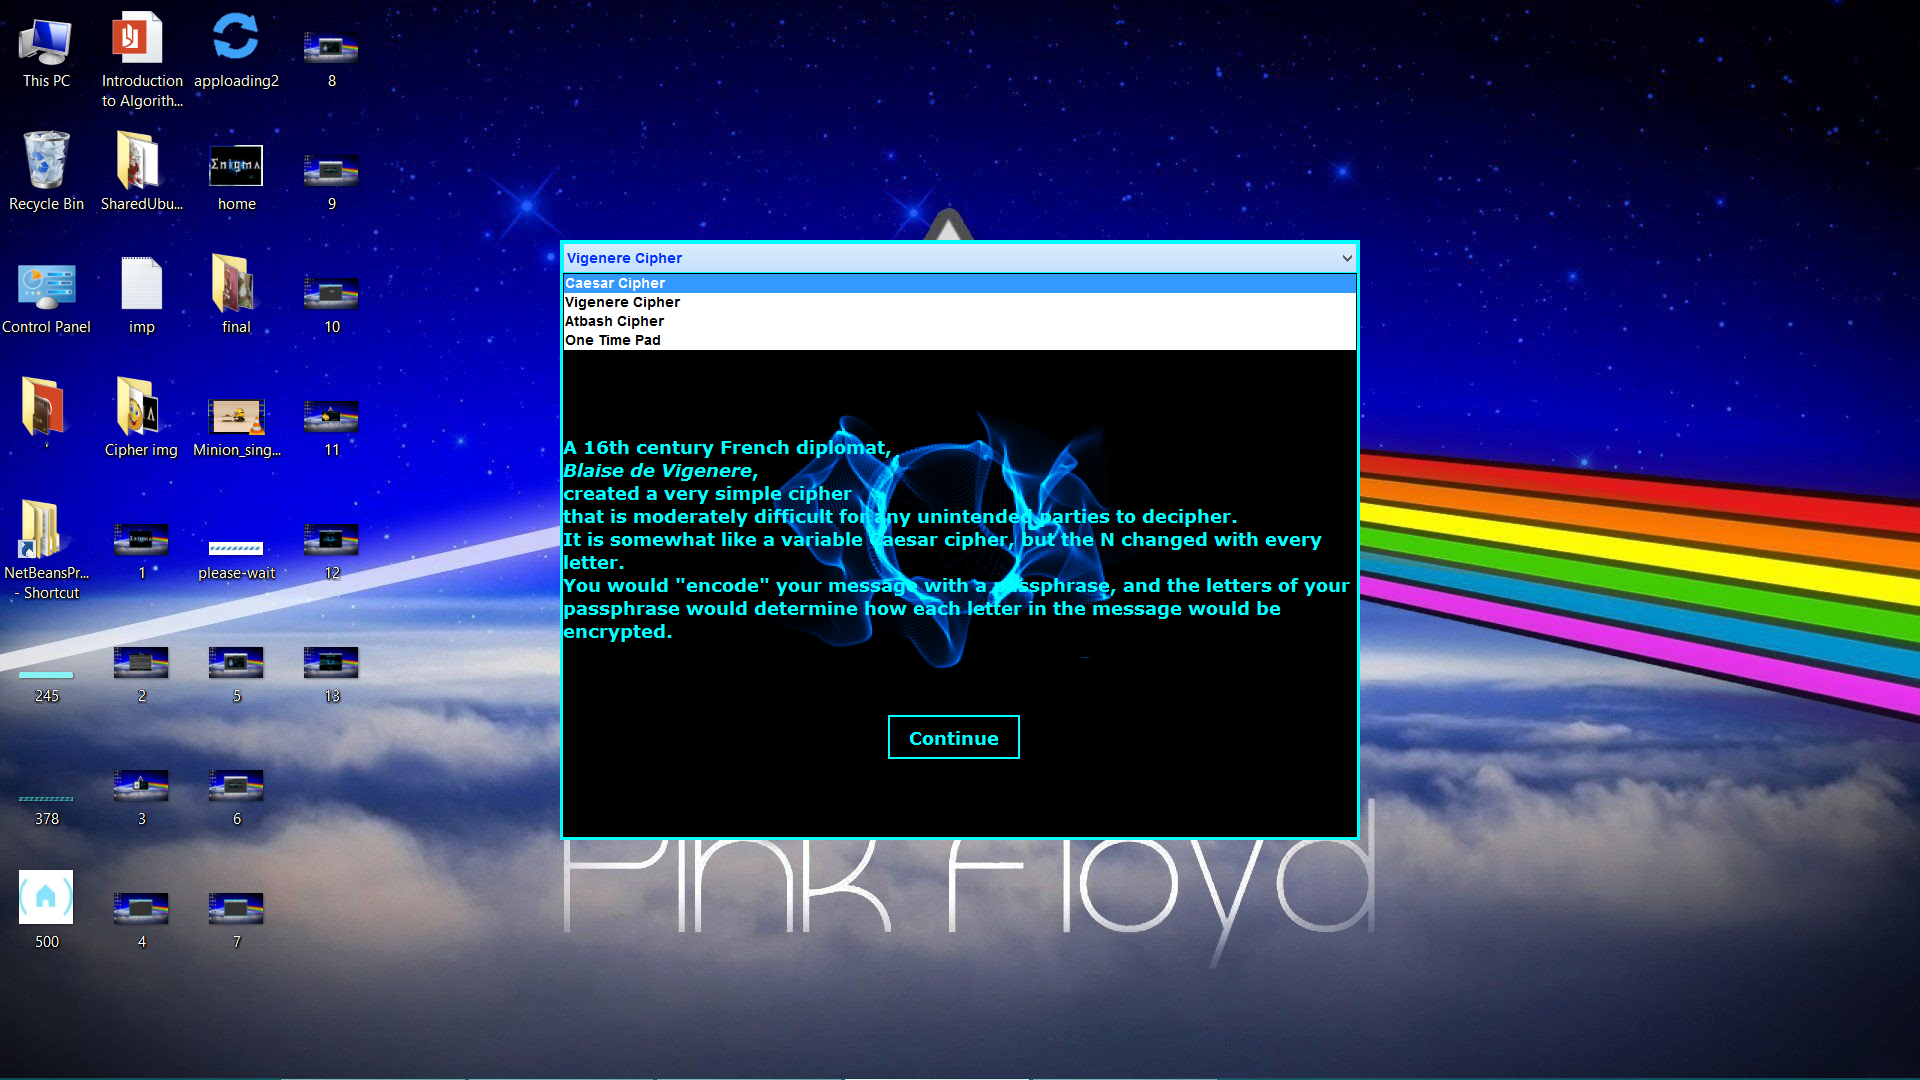 This PC
Introduction
to Algorith...
apploading2
8
Recycle Bin
SharedUbu...
Enigma
home
9
Control Panel
imp
final
10
'
Cipher img
Minion_sing...
11
NetBeansPr...
- Shortcut
1
please-wait
12
245
2
5
13
378
3
6
500
4
7
Vigenere Cipher
Caesar Cipher
Vigenere Cipher
Atbash Cipher
One Time Pad
A 16th century French diplomat,
Blaise de Vigenere,
created a very simple cipher
that is moderately difficult for any unintended parties to decipher.
It is somewhat like a variable Caesar cipher, but the N changed with every
letter.
You would "encode" your message with a passphrase, and the letters of your
passphrase would determine how each letter in the message would be
encrypted.
Continue
Pink Floyd